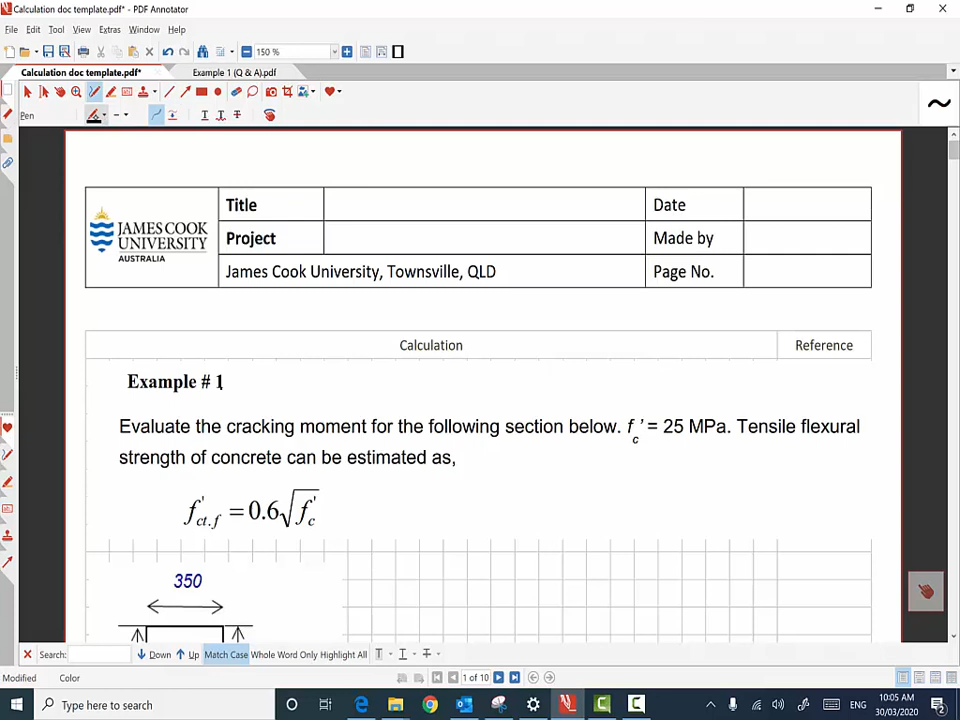 Calculation doc template.pdf* - PDF Annotator
File Edit Tool View Extras Window Help
150 %
Calculation doc template.pdf* Example 1 (Q & A).pdf
Pen
JAMES COOK
UNIVERSITY
AUSTRALIA
Title
Date
Project
Made by
James Cook University, Townsville, QLD
Page No.
Calculation
Reference
Example # 1
Evaluate the cracking moment for the following section below. f c ' = 25 MPa. Tensile flexural
strength of concrete can be estimated as,
f'ct.f = 0.6√f'c
350
Search: Down Up Match Case Whole Word Only Highlight All
Modified Color 1 of 10
Type here to search
ENG
10:05 AM
30/03/2020
2